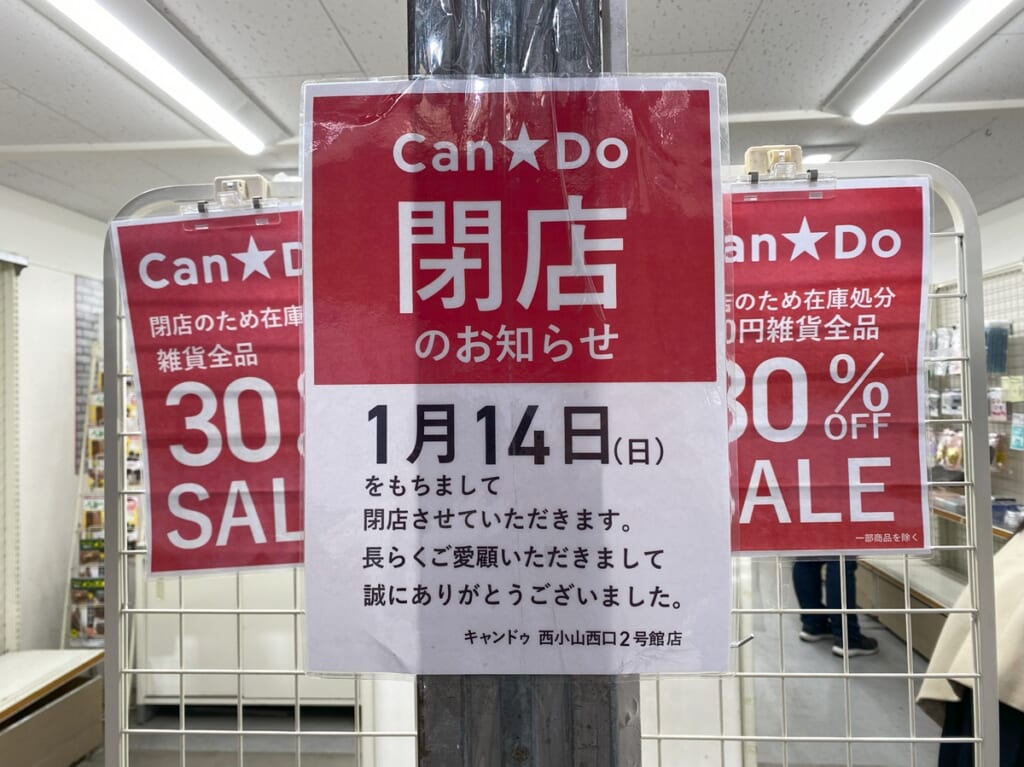 Can★Do
閉店
のお知らせ
1月14日(日)
をもちまして
閉店させていただきます。
長らくご愛顧いただきまして
誠にありがとうございました。
キャンドゥ 西小山西口2号館店
Can★D
閉店のため在庫
雑貨全品
30
SAL
an★Do
のため在庫処分
0円雑貨全品
30%
OFF
ALE
一部商品を除く